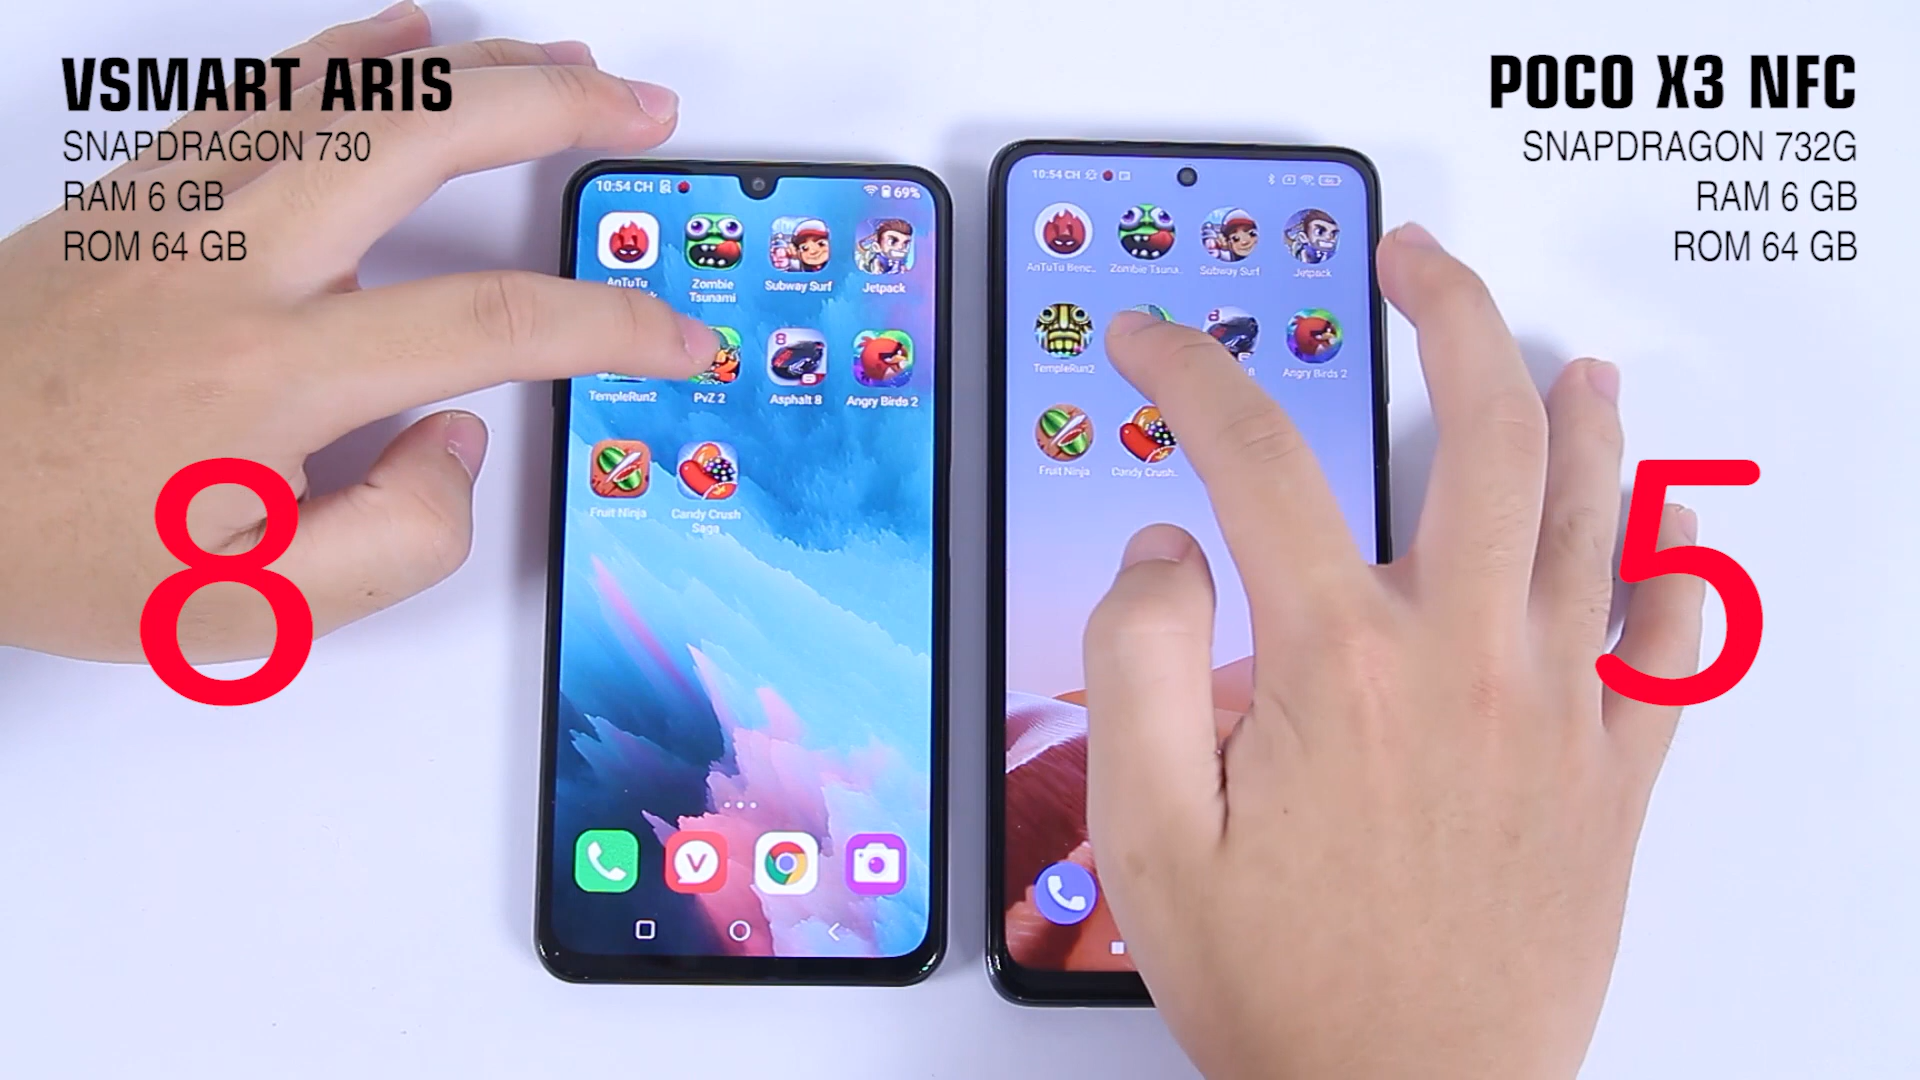 VSMART ARIS
SNAPDRAGON 730
RAM 6 GB
ROM 64 GB
POCO X3 NFC
SNAPDRAGON 732G
RAM 6 GB
ROM 64 GB
8
5
10:54 CH
69%
AnTuTu
Zombie Tsunami
Subway Surf
Jetpack
TempleRun2
PvZ 2
Asphalt 8
Angry Birds 2
Fruit Ninja
Candy Crush Saga
10:54 CH
AnTuTu Benc..
Zombie Tsuna..
Subway Surf
Jetpack
TempleRun2
8
Angry Birds 2
Fruit Ninja
Candy Crush..